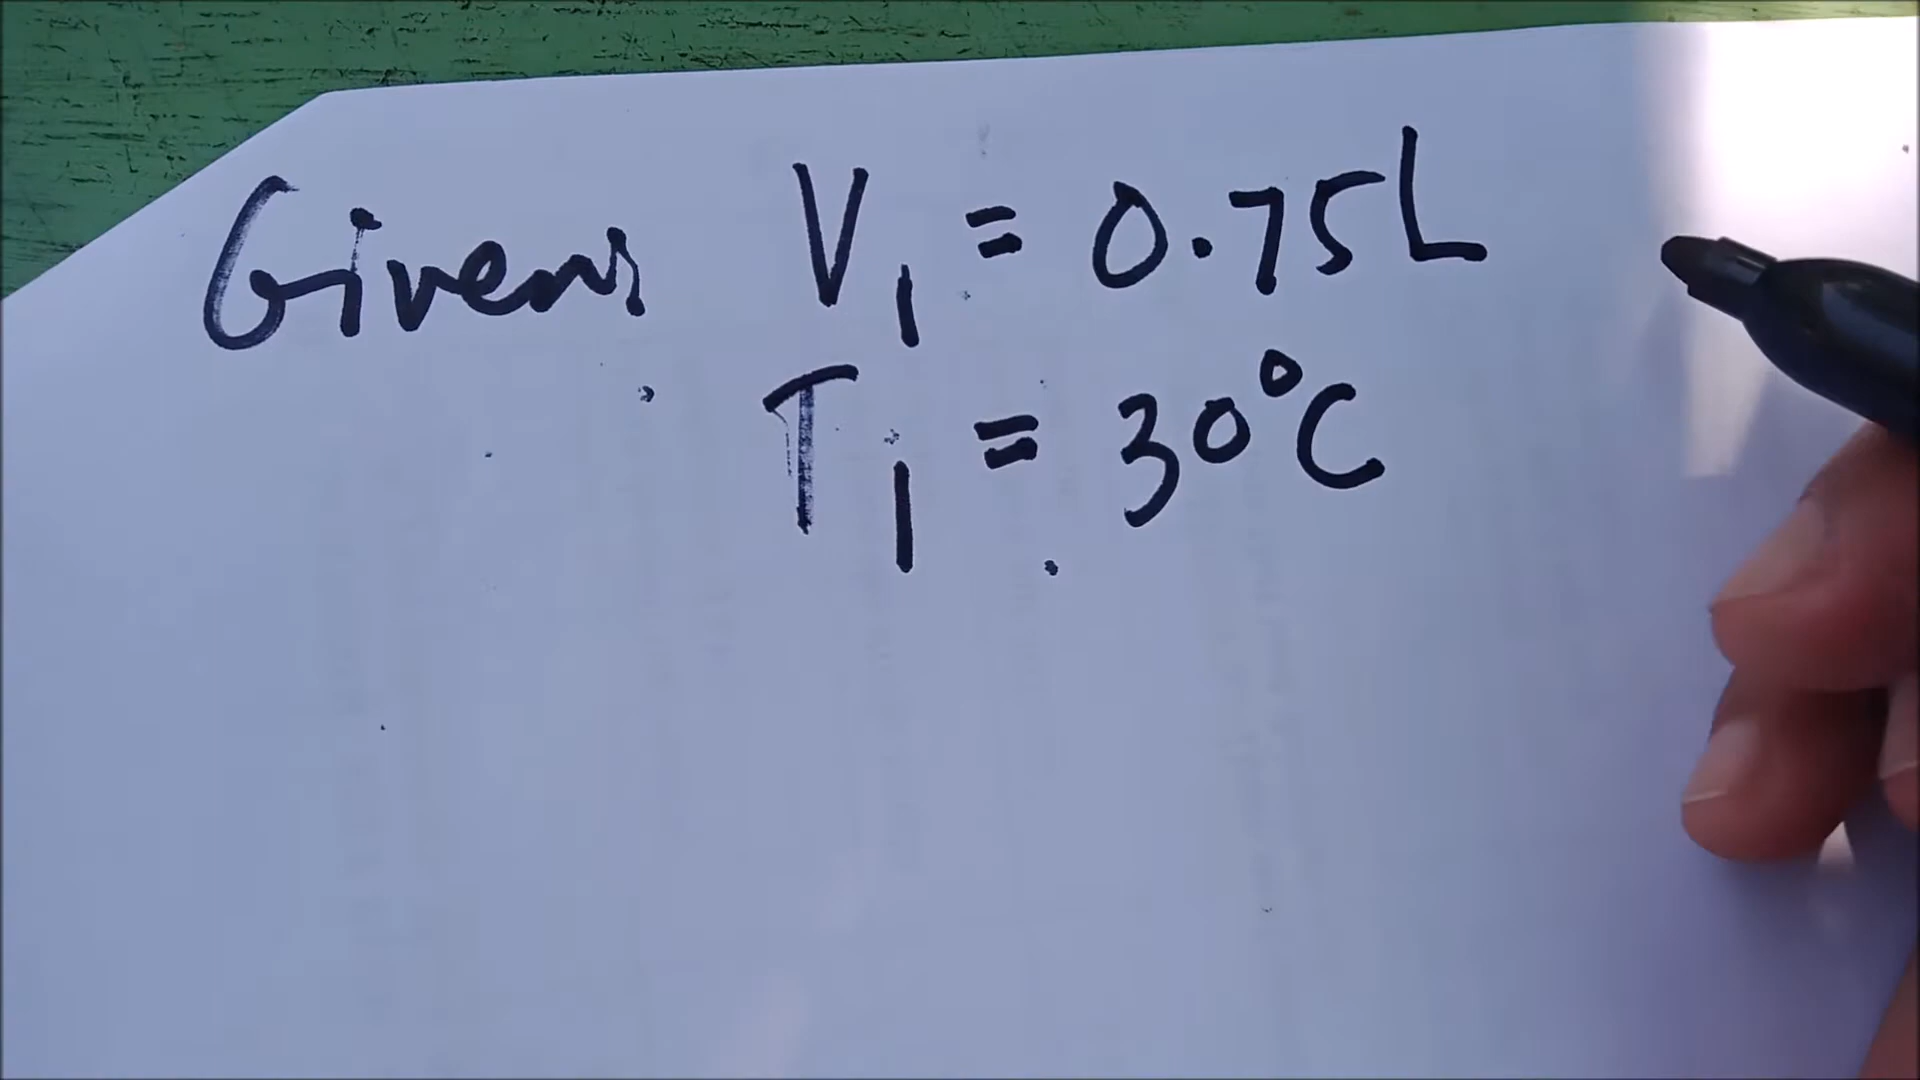 Given V₁ = 0.75L
T₁ = 30°C